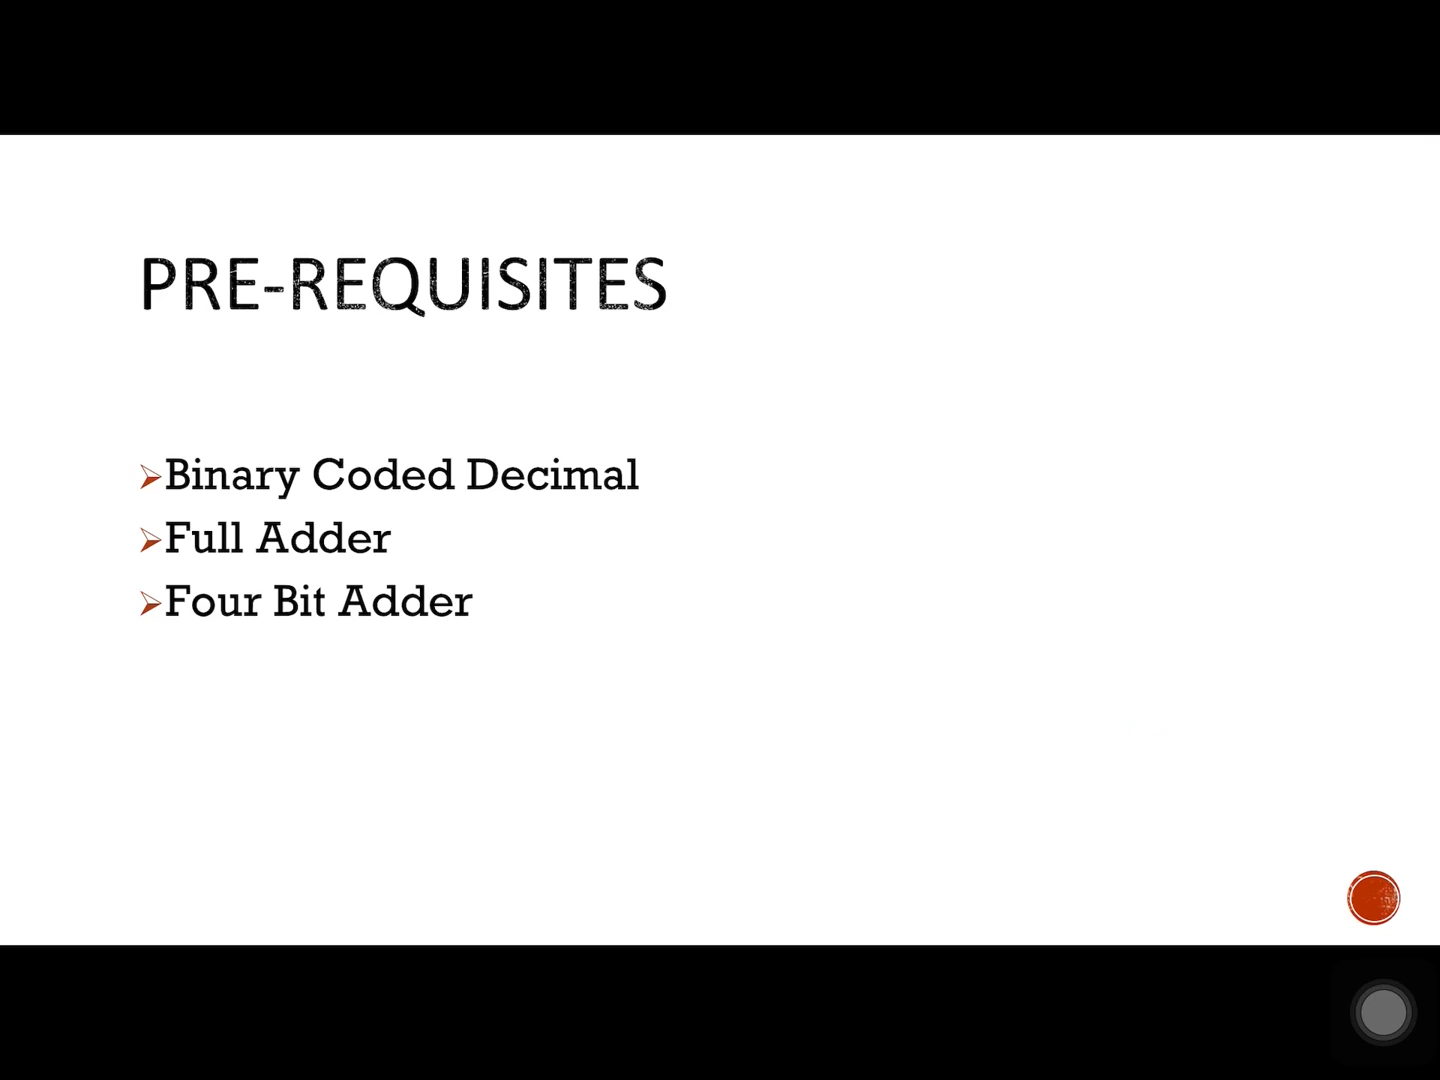 PRE-REQUISITES
➢Binary Coded Decimal
➢Full Adder
➢Four Bit Adder